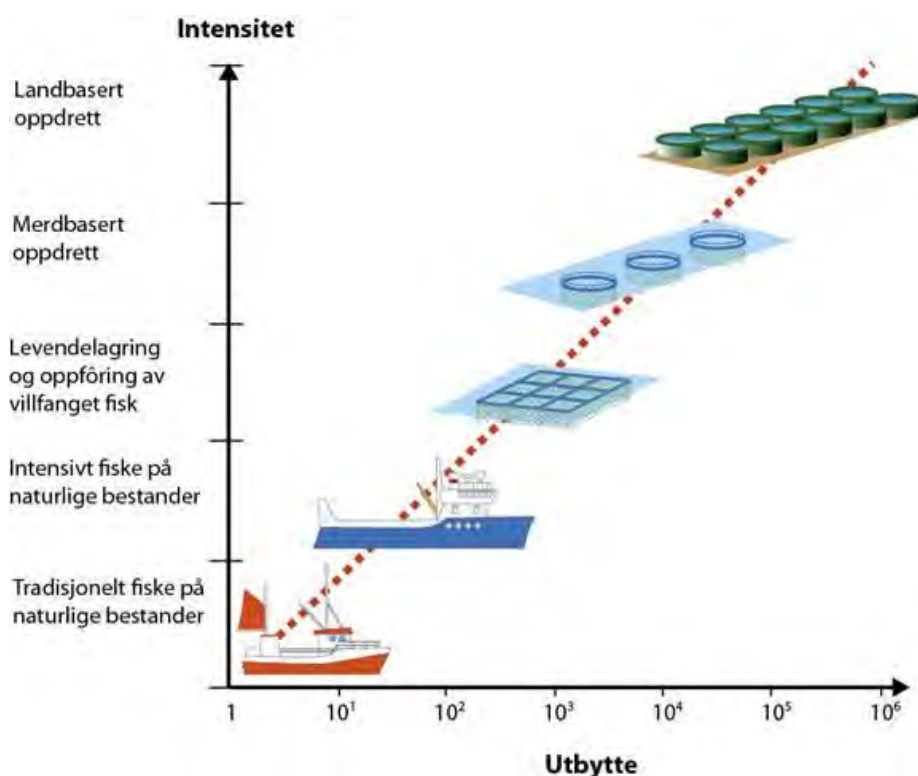 Intensitet
Landbasert
oppdrett
Merdbasert
oppdrett
Levendelagring
og oppfôring av
villfanget fisk
Intensivt fiske på
naturlige bestander
Tradisjonelt fiske på
naturlige bestander
1 10¹ 10² 10³ 10⁴ 10⁵ 10⁶
Utbytte